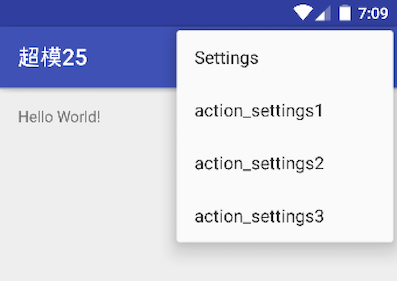 7:09
超模25
Hello World!
Settings
action_settings1
action_settings2
action_settings3